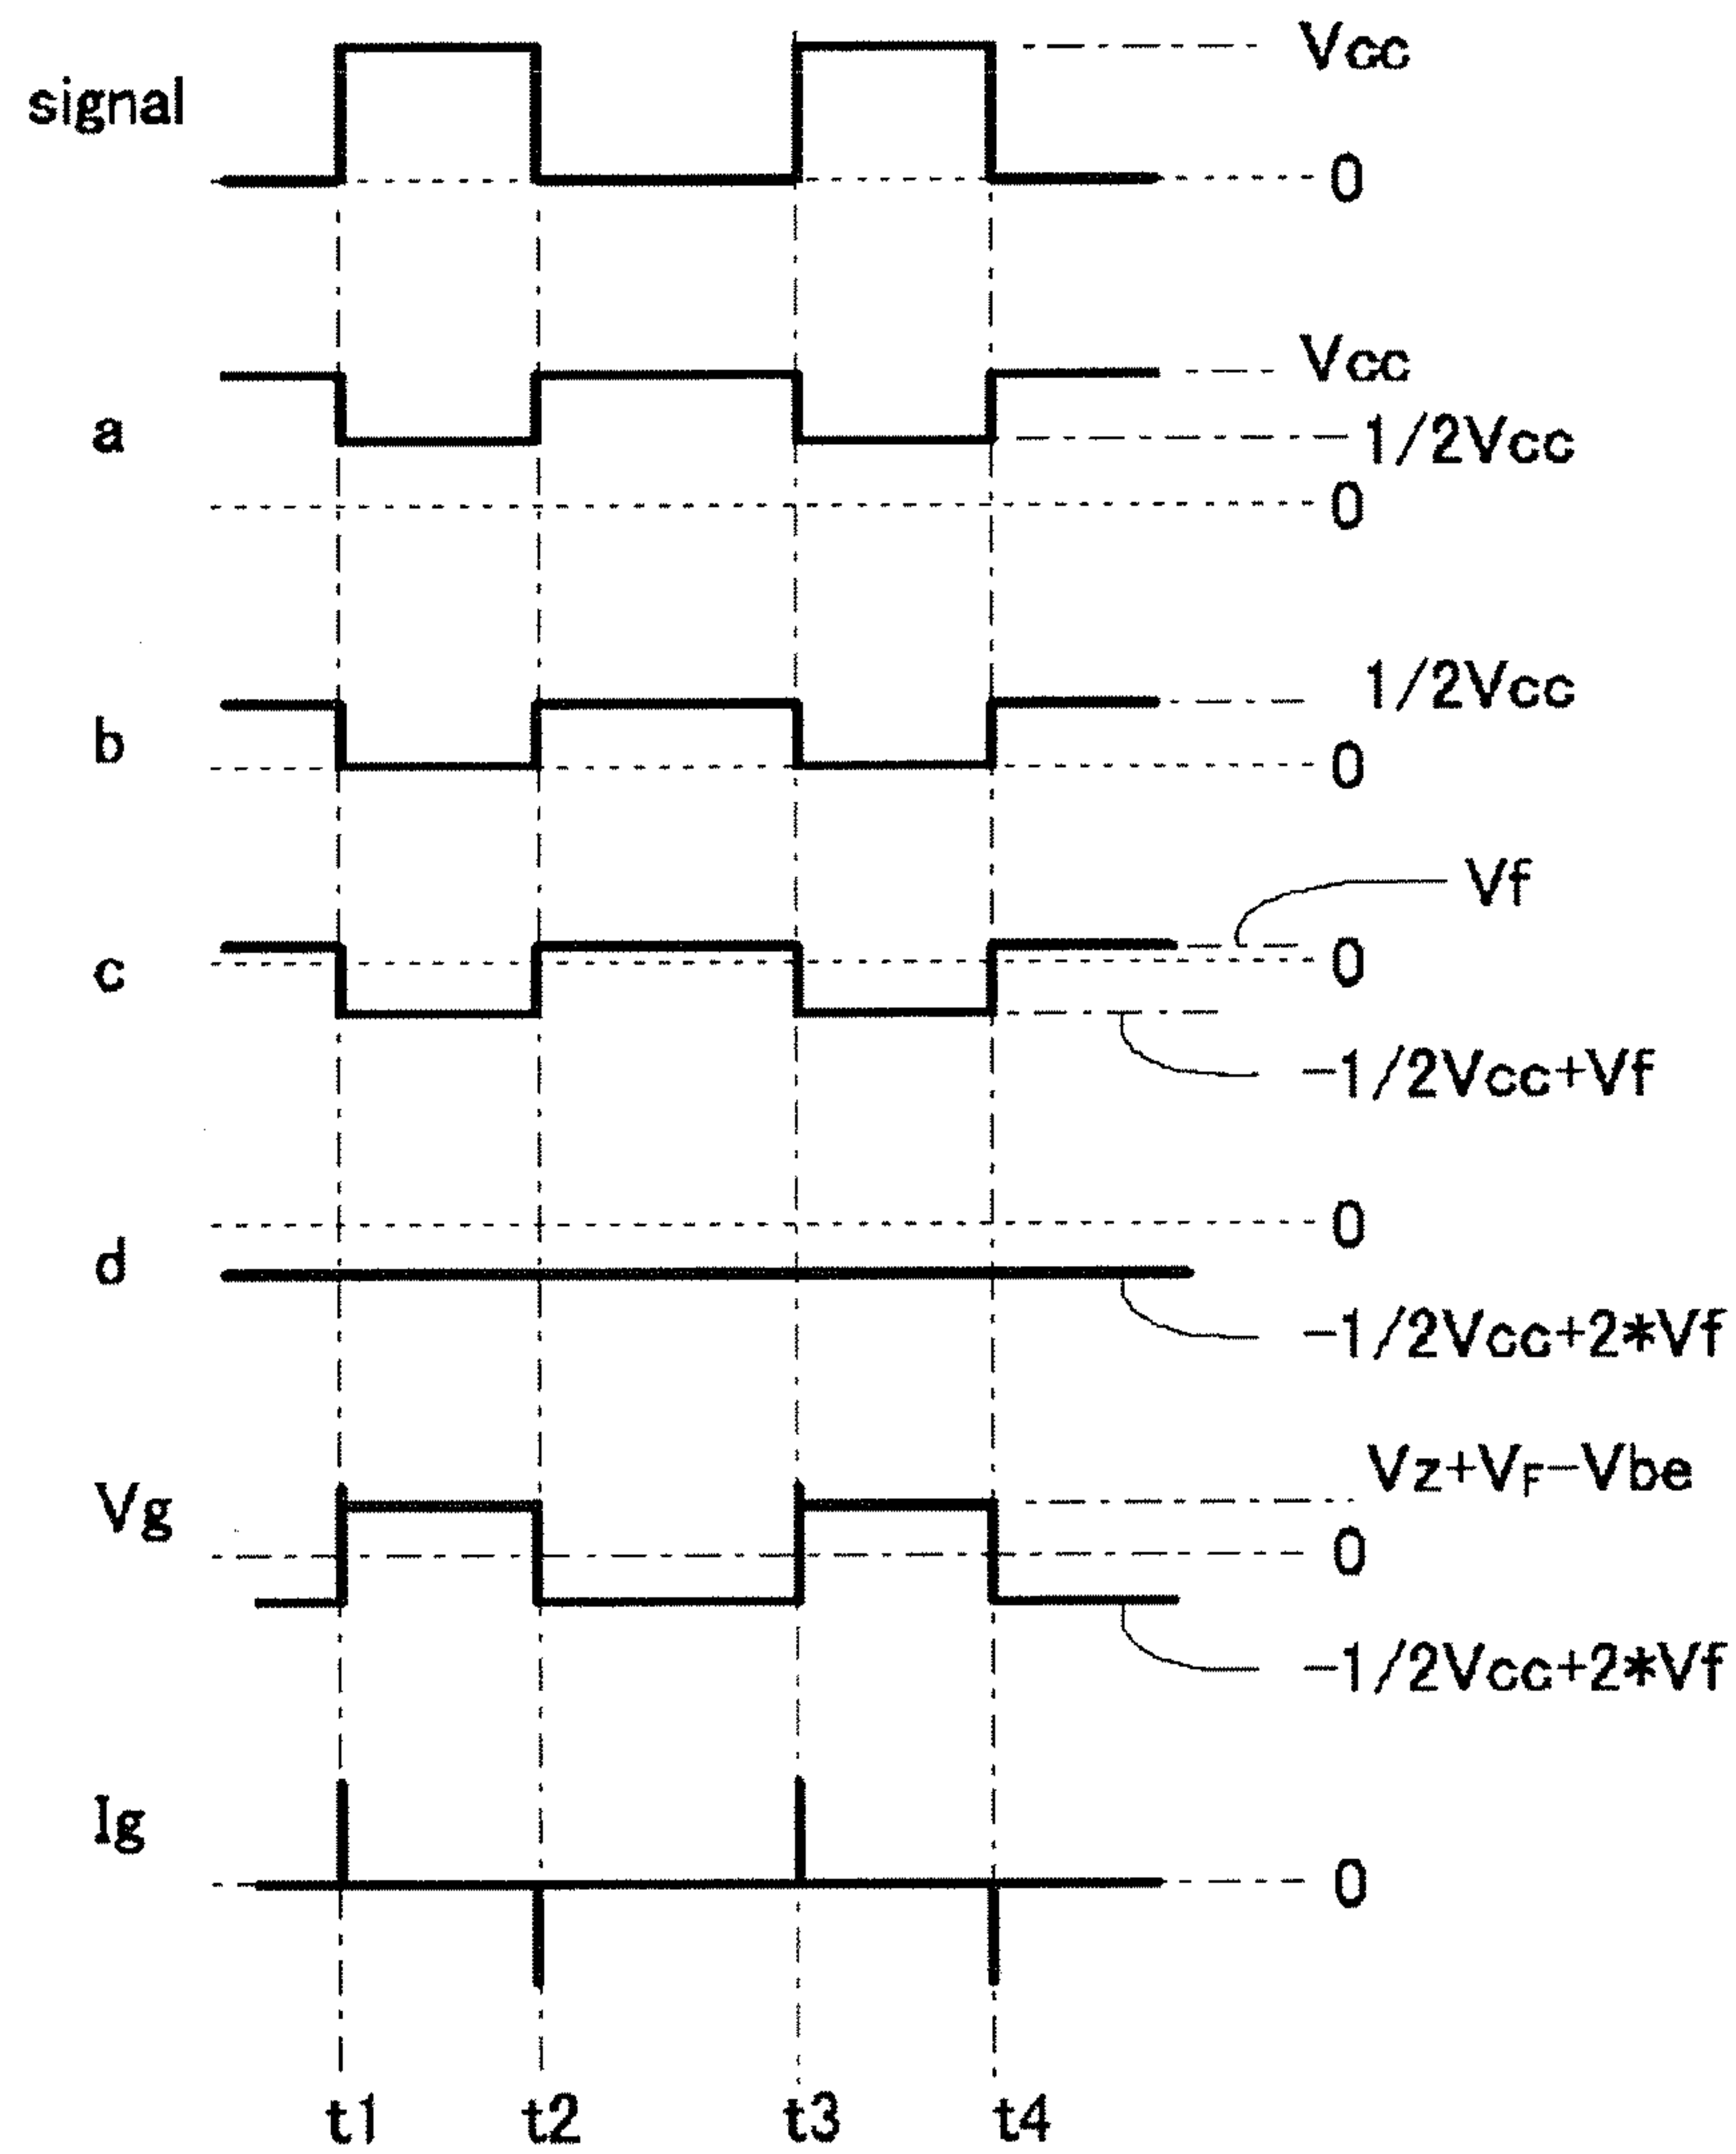 Vcc
signal
0
Vcc
a
1/2Vcc
0
1/2Vcc
b
0
Vf
0
c
-1/2Vcc+Vf
0
d
-1/2Vcc+2*Vf
Vz+VF-Vbe
Vg
0
-1/2Vcc+2*Vf
Ig
0
t1 t2 t3 t4